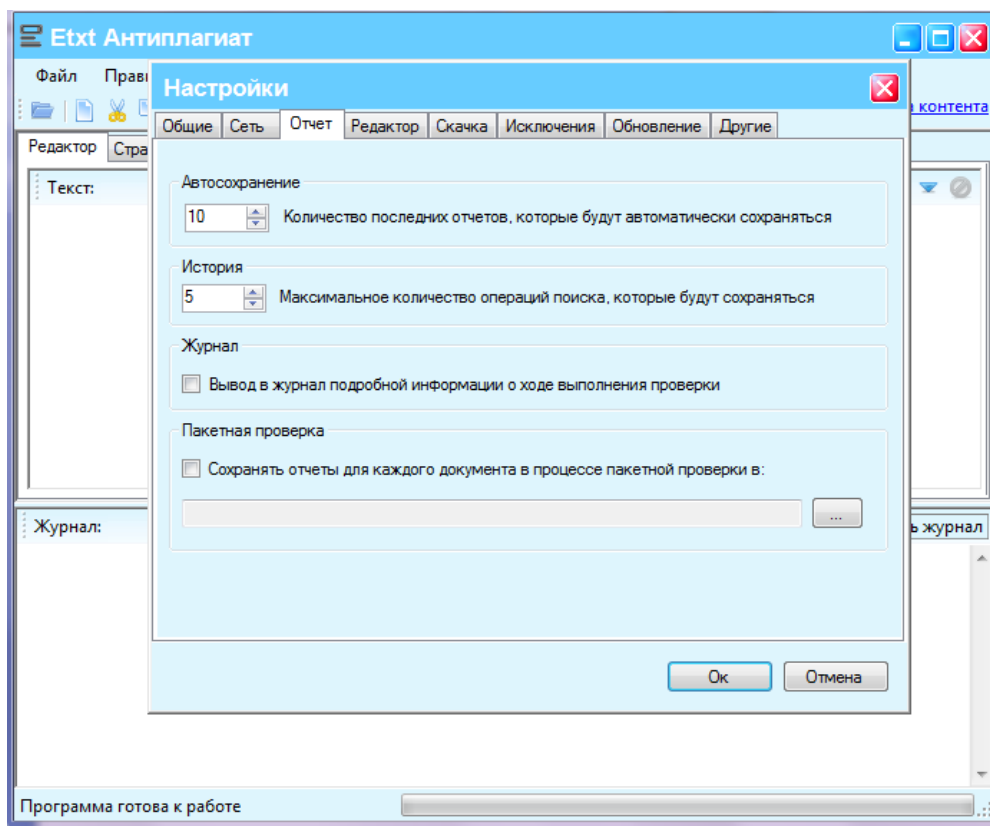 Etxt Антиплагиат
Файл
Настройки
контента
Общие Сеть Отчет Редактор Скачка Исключения Обновление Другие
Редактор
Текст:
Автосохранение
10 Количество последних отчетов, которые будут автоматически сохраняться
История
5 Максимальное количество операций поиска, которые будут сохраняться
Журнал
Вывод в журнал подробной информации о ходе выполнения проверки
Пакетная проверка
Сохранять отчеты для каждого документа в процессе пакетной проверки в:
...
Журнал:
журнал
Ок Отмена
Программа готова к работе